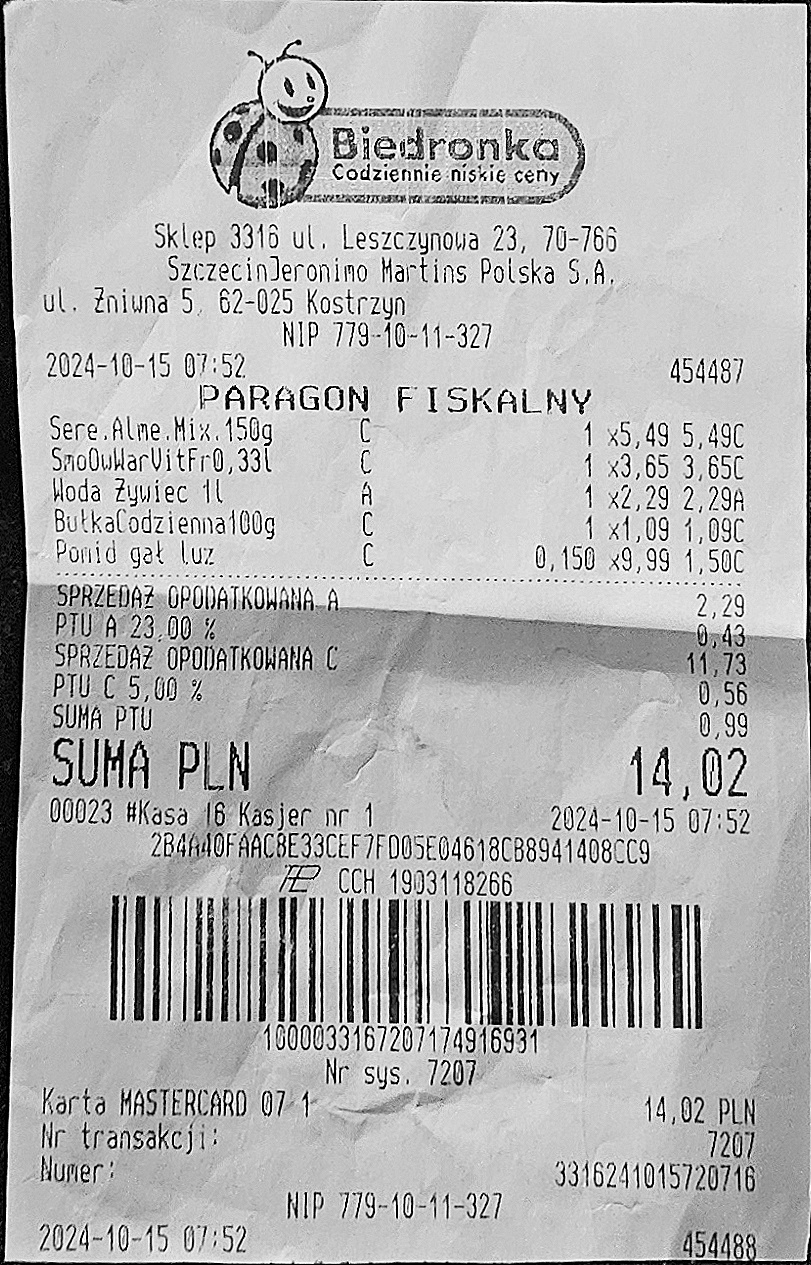 Biedronka
Codziennie niskie ceny
Sklep 3316 ul. Leszczynowa 23, 70-766
SzczecinJeronimo Martins Polska S.A.
ul. Żniwna 5, 62-025 Kostrzyn
NIP 779-10-11-327
2024-10-15 07:52 454487
PARAGON FISKALNY
Sere.Alme.Mix.150g C 1 x5,49 5,49C
SmoOwWarVitFr0,33l C 1 x3,65 3,65C
Woda Żywiec 1l A 1 x2,29 2,29A
BułkaCodzienna100g C 1 x1,09 1,09C
Pomid gał luz C 0,150 x9,99 1,50C
SPRZEDAŻ OPODATKOWANA A 2,29
PTU A 23,00 % 0,43
SPRZEDAŻ OPODATKOWANA C 11,73
PTU C 5,00 % 0,56
SUMA PTU 0,99
SUMA PLN 14,02
00023 #Kasa 16 Kasjer nr 1 2024-10-15 07:52
2B4A40FAAC8E33CEF7FD05E04618CB8941408CC9
CCH 1903118266
1000033167207174916931
Nr sys. 7207
Karta MASTERCARD 07 1 14,02 PLN
Nr transakcji: 7207
Numer: 3316241015720716
NIP 779-10-11-327
2024-10-15 07:52 454488